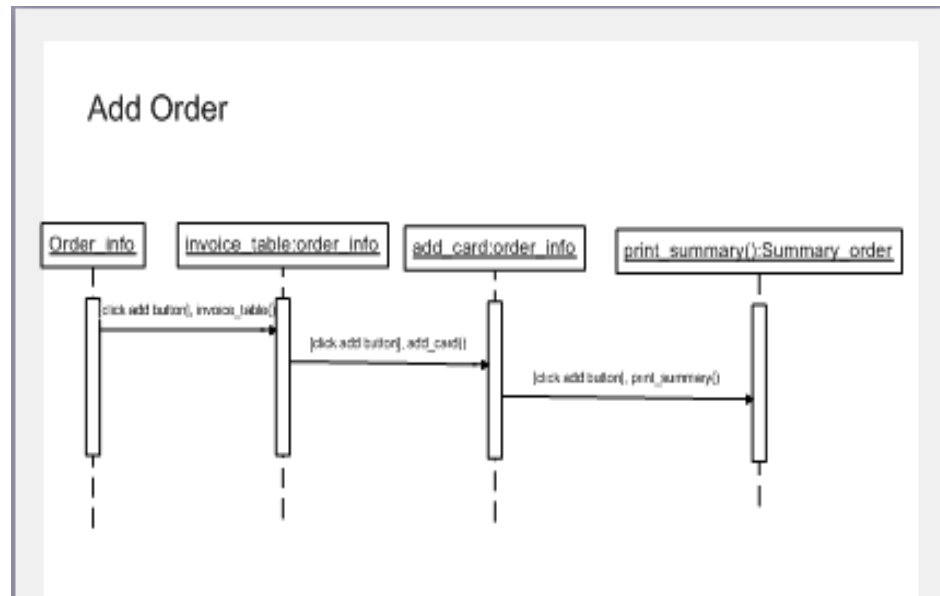 Add Order
Order_info
invoice_table:order_info
add_card:order_info
print_summary():Summary_order
click add button], invoice_table()
[click add button], add_card()
[click add button], print_summary()